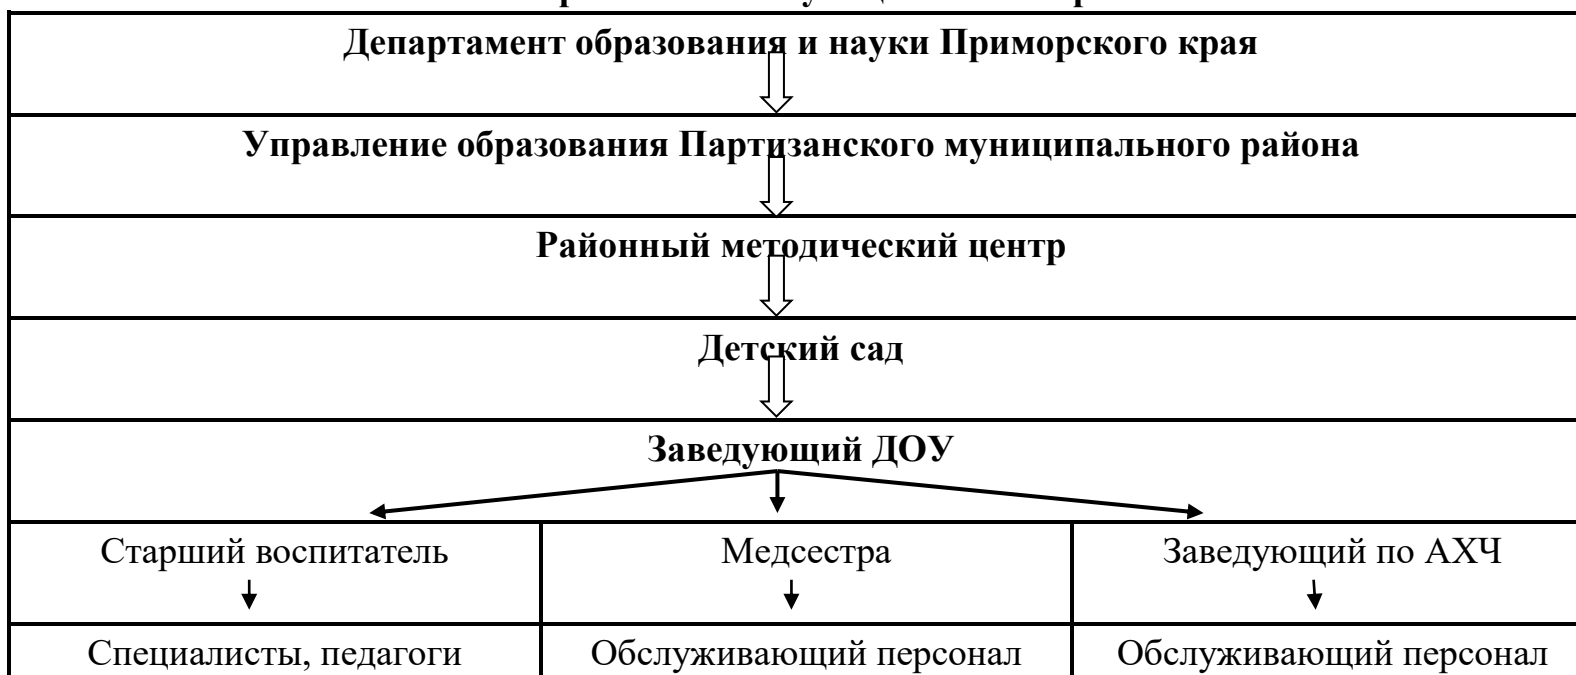 Департамент образования и науки Приморского края
Управление образования Партизанского муниципального района
Районный методический центр
Детский сад
Заведующий ДОУ
Старший воспитатель Медсестра Заведующий по АХЧ
Специалисты, педагоги Обслуживающий персонал Обслуживающий персонал